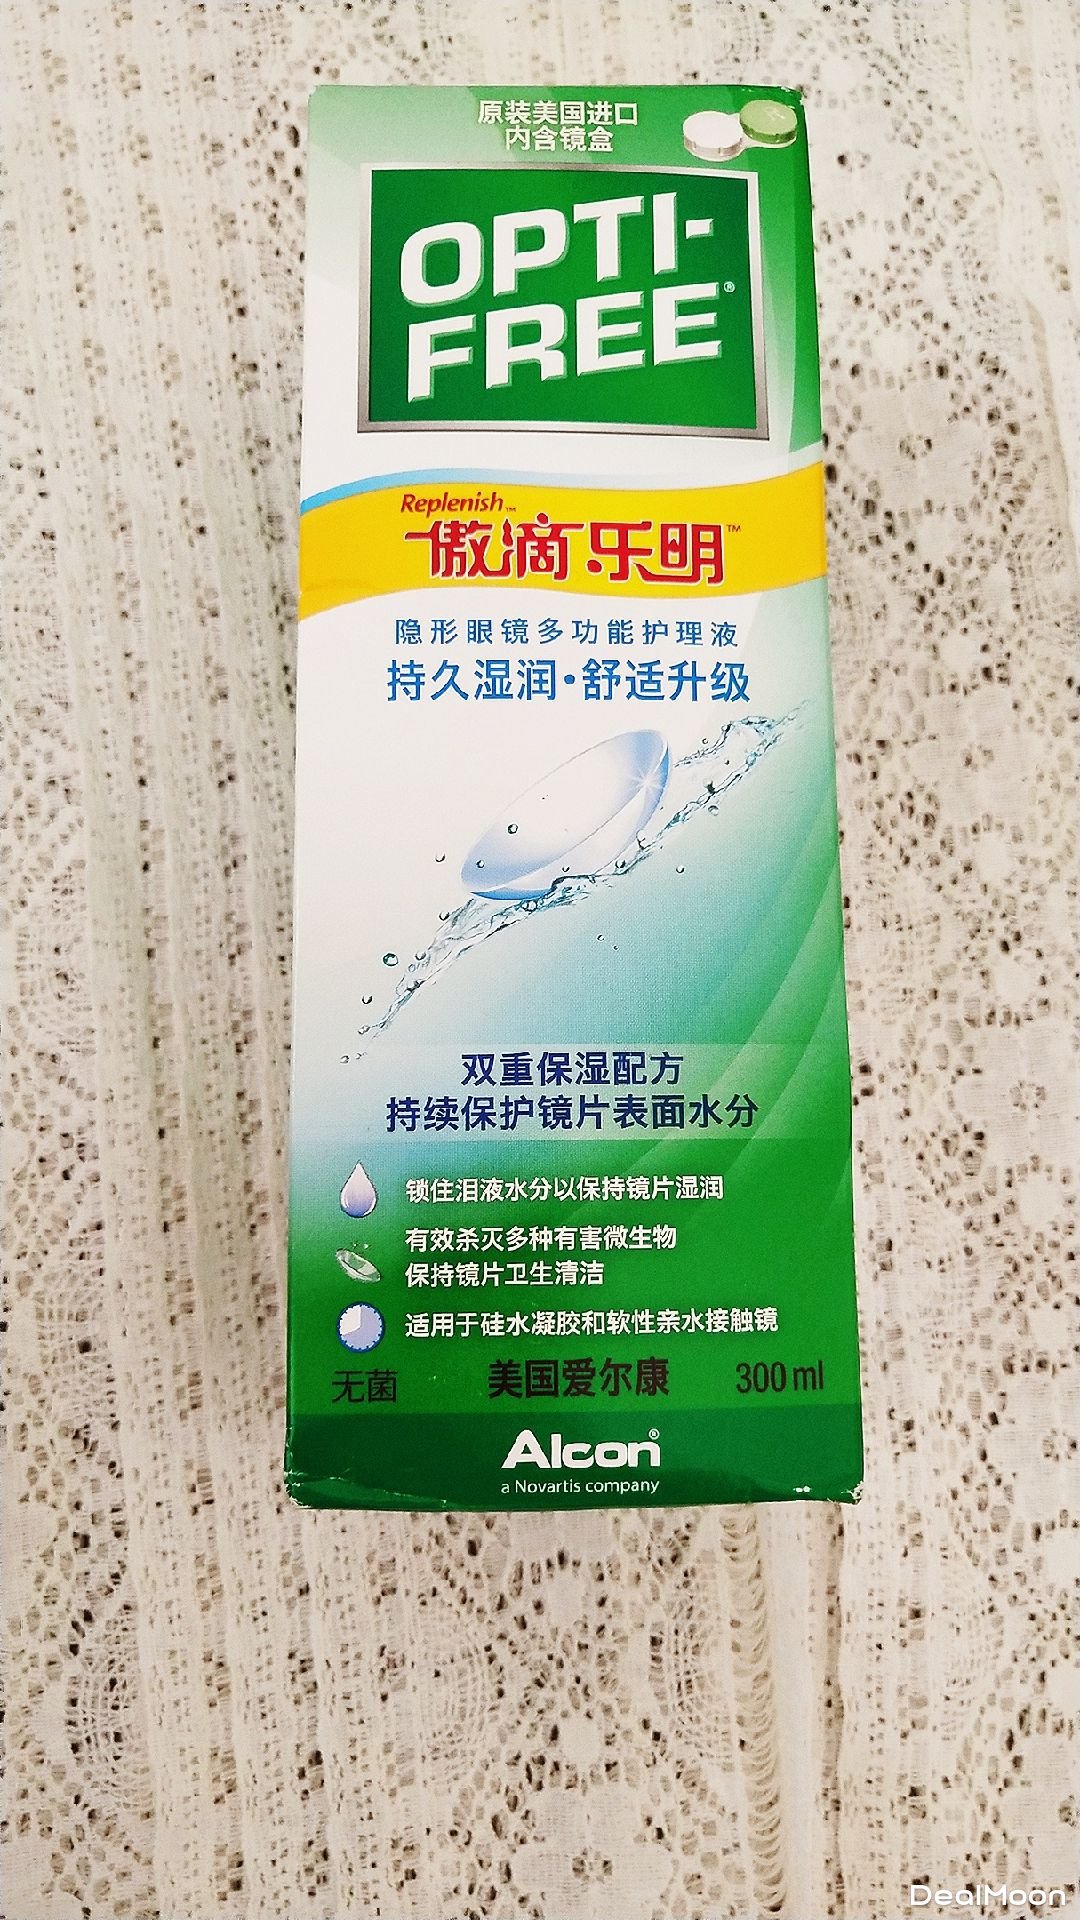 原装美国进口
内含镜盒
OPTI-
FREE®
Replenish™
傲滴乐明™
隐形眼镜多功能护理液
持久湿润·舒适升级
双重保湿配方
持续保护镜片表面水分
锁住泪液水分以保持镜片湿润
有效杀灭多种有害微生物
保持镜片卫生清洁
适用于硅水凝胶和软性亲水接触镜
无菌 美国爱尔康 300 ml
Alcon®
a Novartis company
DealMoon